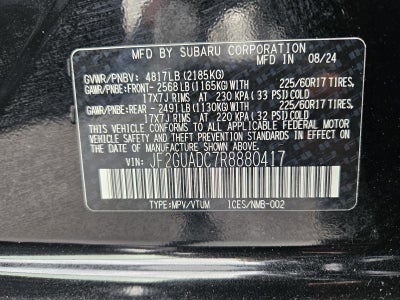 MFD BY SUBARU CORPORATION
MFD IN 08/24
GVWR/PNBV: 4817LB (2185KG)
GAWR/PNBE:FRONT- 2568LB (1165KG)WITH 225/60R17 TIRES,
17X7J RIMS AT 230 KPA (33 PSI)COLD
GAWR/PNBE:REAR - 2491LB (1130KG)WITH 225/60R17 TIRES,
17X7J RIMS AT 220 KPA (32 PSI)COLD
THIS VEHICLE CONFORMS TO ALL APPLICABLE FEDERAL MOTOR
VEHICLE SAFETY AND THEFT PREVENTION STANDARDS IN
EFFECT ON THE DATE OF MANUFACTURE SHOWN ABOVE.
VEHICLE ID NO.: JF2GUADC7R8880417
TYPE:MPV/VTUM ICES/NMB-002